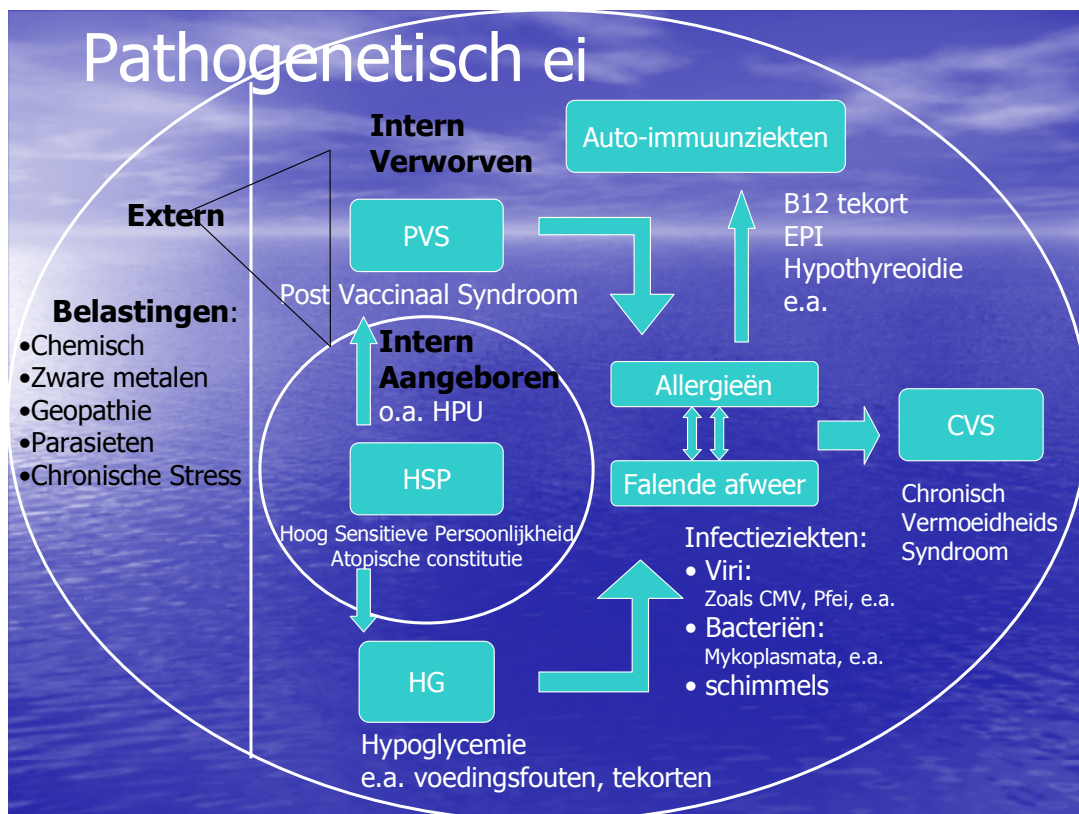 Pathogenetisch ei
Intern
Verworven
Auto-immuunziekten
Extern
PVS
B12 tekort
EPI
Hypothyreoidie
e.a.
Post Vaccinaal Syndroom
Belastingen:
•Chemisch
•Zware metalen
•Geopathie
•Parasieten
•Chronische Stress
Intern
Aangeboren
o.a. HPU
HSP
Hoog Sensitieve Persoonlijkheid
Atopische constitutie
Allergieën
Falende afweer
CVS
Chronisch
Vermoeidheids
Syndroom
Infectieziekten:
• Viri:
Zoals CMV, Pfei, e.a.
• Bacteriën:
Mykoplasmata, e.a.
• schimmels
HG
Hypoglycemie
e.a. voedingsfouten, tekorten